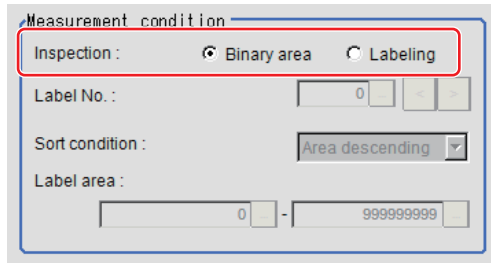 Measurement condition
Inspection : Binary area Labeling
Label No. : 0 ... < >
Sort condition : Area descending
Label area :
0 ... - 999999999 ...